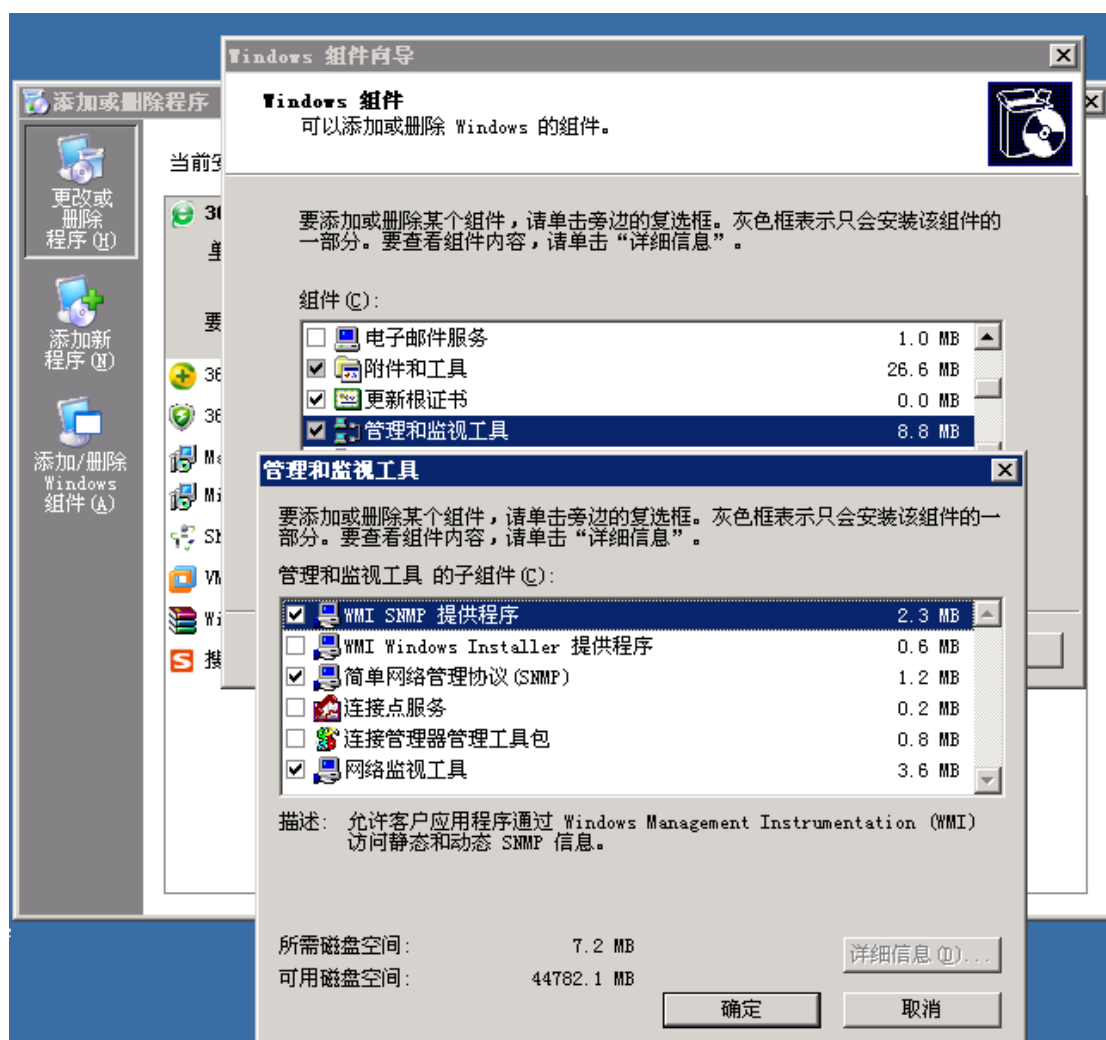 Windows 组件向导
添加或删除程序
Windows 组件
可以添加或删除 Windows 的组件。
更改或
删除
程序(H)
当前
要添加或删除某个组件，请单击旁边的复选框。灰色框表示只会安装该组件的
一部分。要查看组件内容，请单击“详细信息”。
组件(C):
要
添加新
程序(N)
添加/删除
Windows
组件(A)
36
36
电子邮件服务 1.0 MB
附件和工具 26.6 MB
更新根证书 0.0 MB
管理和监视工具 8.8 MB
Mi
VM
Wi
搜
管理和监视工具
要添加或删除某个组件，请单击旁边的复选框。灰色框表示只会安装该组件的一
部分。要查看组件内容，请单击“详细信息”。
管理和监视工具 的子组件(C):
WMI SNMP 提供程序 2.3 MB
WMI Windows Installer 提供程序 0.6 MB
简单网络管理协议(SNMP) 1.2 MB
连接点服务 0.2 MB
连接管理器管理工具包 0.8 MB
网络监视工具 3.6 MB
描述: 允许客户应用程序通过 Windows Management Instrumentation (WMI)
访问静态和动态 SNMP 信息。
所需磁盘空间: 7.2 MB
可用磁盘空间: 44782.1 MB
详细信息(D)...
确定
取消